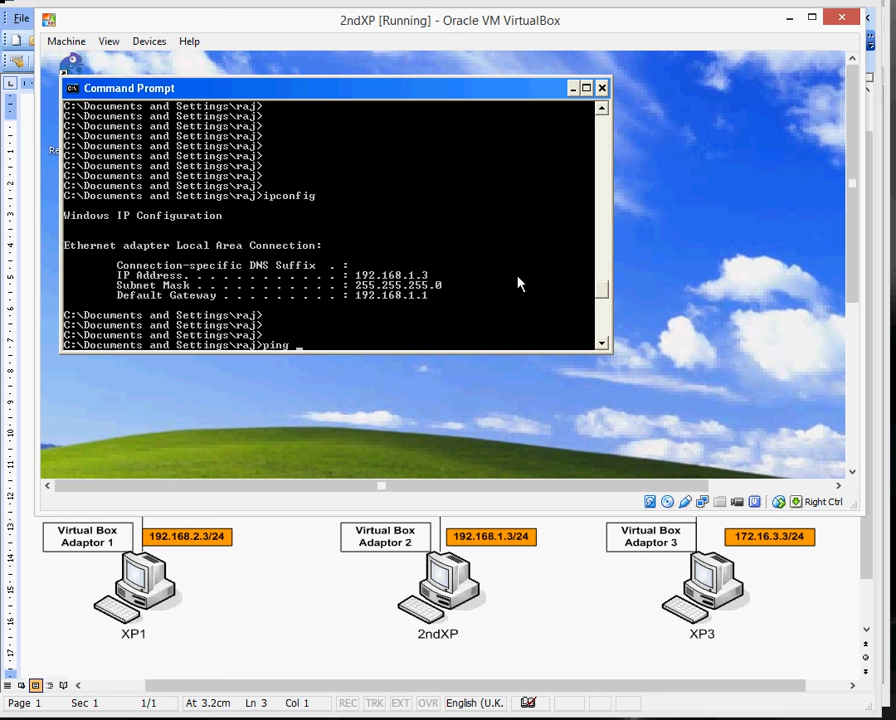 File
2ndXP [Running] - Oracle VM VirtualBox
Machine View Devices Help
Command Prompt
C:\Documents and Settings\raj>
C:\Documents and Settings\raj>
C:\Documents and Settings\raj>
C:\Documents and Settings\raj>
C:\Documents and Settings\raj>
C:\Documents and Settings\raj>
C:\Documents and Settings\raj>
C:\Documents and Settings\raj>
C:\Documents and Settings\raj>
C:\Documents and Settings\raj>ipconfig
Windows IP Configuration
Ethernet adapter Local Area Connection:
Connection-specific DNS Suffix . :
IP Address. . . . . . . . . . . . : 192.168.1.3
Subnet Mask . . . . . . . . . . . : 255.255.255.0
Default Gateway . . . . . . . . . : 192.168.1.1
C:\Documents and Settings\raj>
C:\Documents and Settings\raj>
C:\Documents and Settings\raj>
C:\Documents and Settings\raj>ping _
Right Ctrl
Virtual Box Adaptor 1
192.168.2.3/24
XP1
Virtual Box Adaptor 2
192.168.1.3/24
2ndXP
Virtual Box Adaptor 3
172.16.3.3/24
XP3
Page 1 Sec 1 1/1 At 3.2cm Ln 3 Col 1 REC TRK EXT OVR English (U.K.